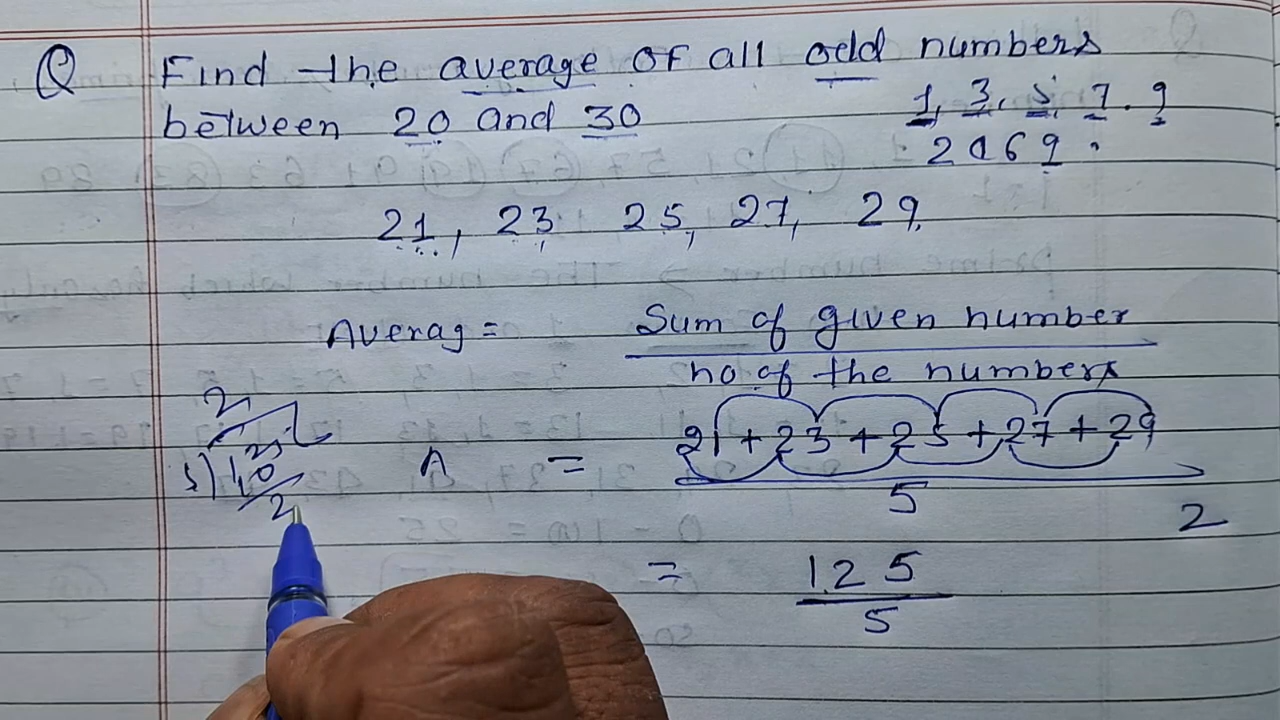 Q Find the average of all odd numbers
between 20 and 30
1, 3, 5, 7. 9
2 0 6 9
21, 23 25, 27, 29.
Averag = Sum of given number
no of the numbers
A = 21 + 23 + 25 + 27 + 29
5
2
= 125
5